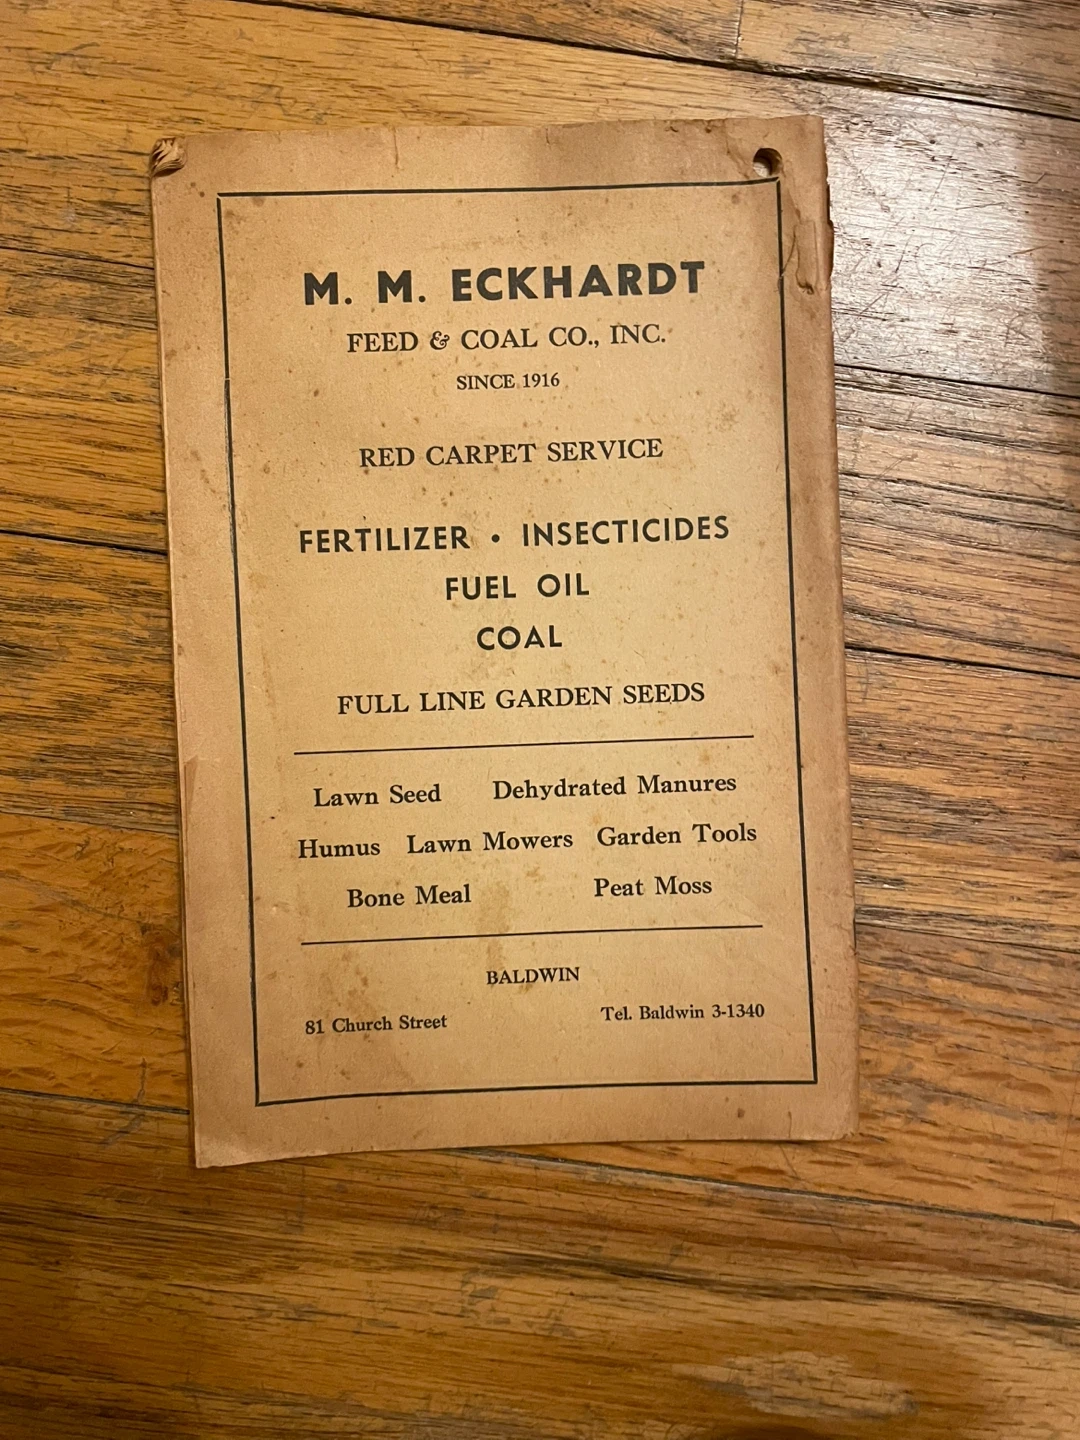 M. M. ECKHARDT
FEED & COAL CO., INC.
SINCE 1916
RED CARPET SERVICE
FERTILIZER • INSECTICIDES
FUEL OIL
COAL
FULL LINE GARDEN SEEDS
Lawn Seed Dehydrated Manures
Humus Lawn Mowers Garden Tools
Bone Meal Peat Moss
BALDWIN
81 Church Street Tel. Baldwin 3-1340